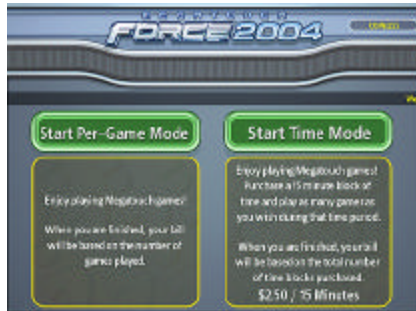 MEGATOUCH
FORCE 2004
Start Per-Game Mode
Start Time Mode
Enjoy playing Megatouch games!
When you are finished, your bill
will be based on the number of
games played.
Enjoy playing Megatouch games!
Purchase a 15 minute block of
time and play as many games as
you wish during that time period.
When you are finished, your bill
will be based on the total number
of time blocks purchased.
$2.50 / 15 Minutes